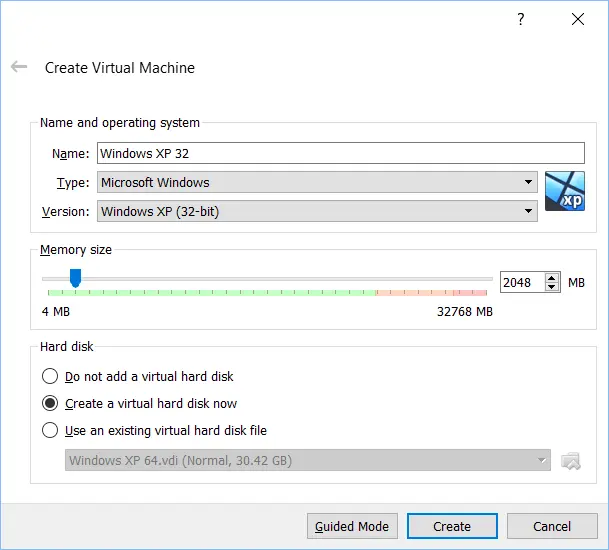 ?
Create Virtual Machine
Name and operating system
Name: Windows XP 32
Type: Microsoft Windows
xp
Version: Windows XP (32-bit)
Memory size
2048 MB
4 MB 32768 MB
Hard disk
Do not add a virtual hard disk
Create a virtual hard disk now
Use an existing virtual hard disk file
Windows XP 64.vdi (Normal, 30.42 GB)
Guided Mode Create Cancel